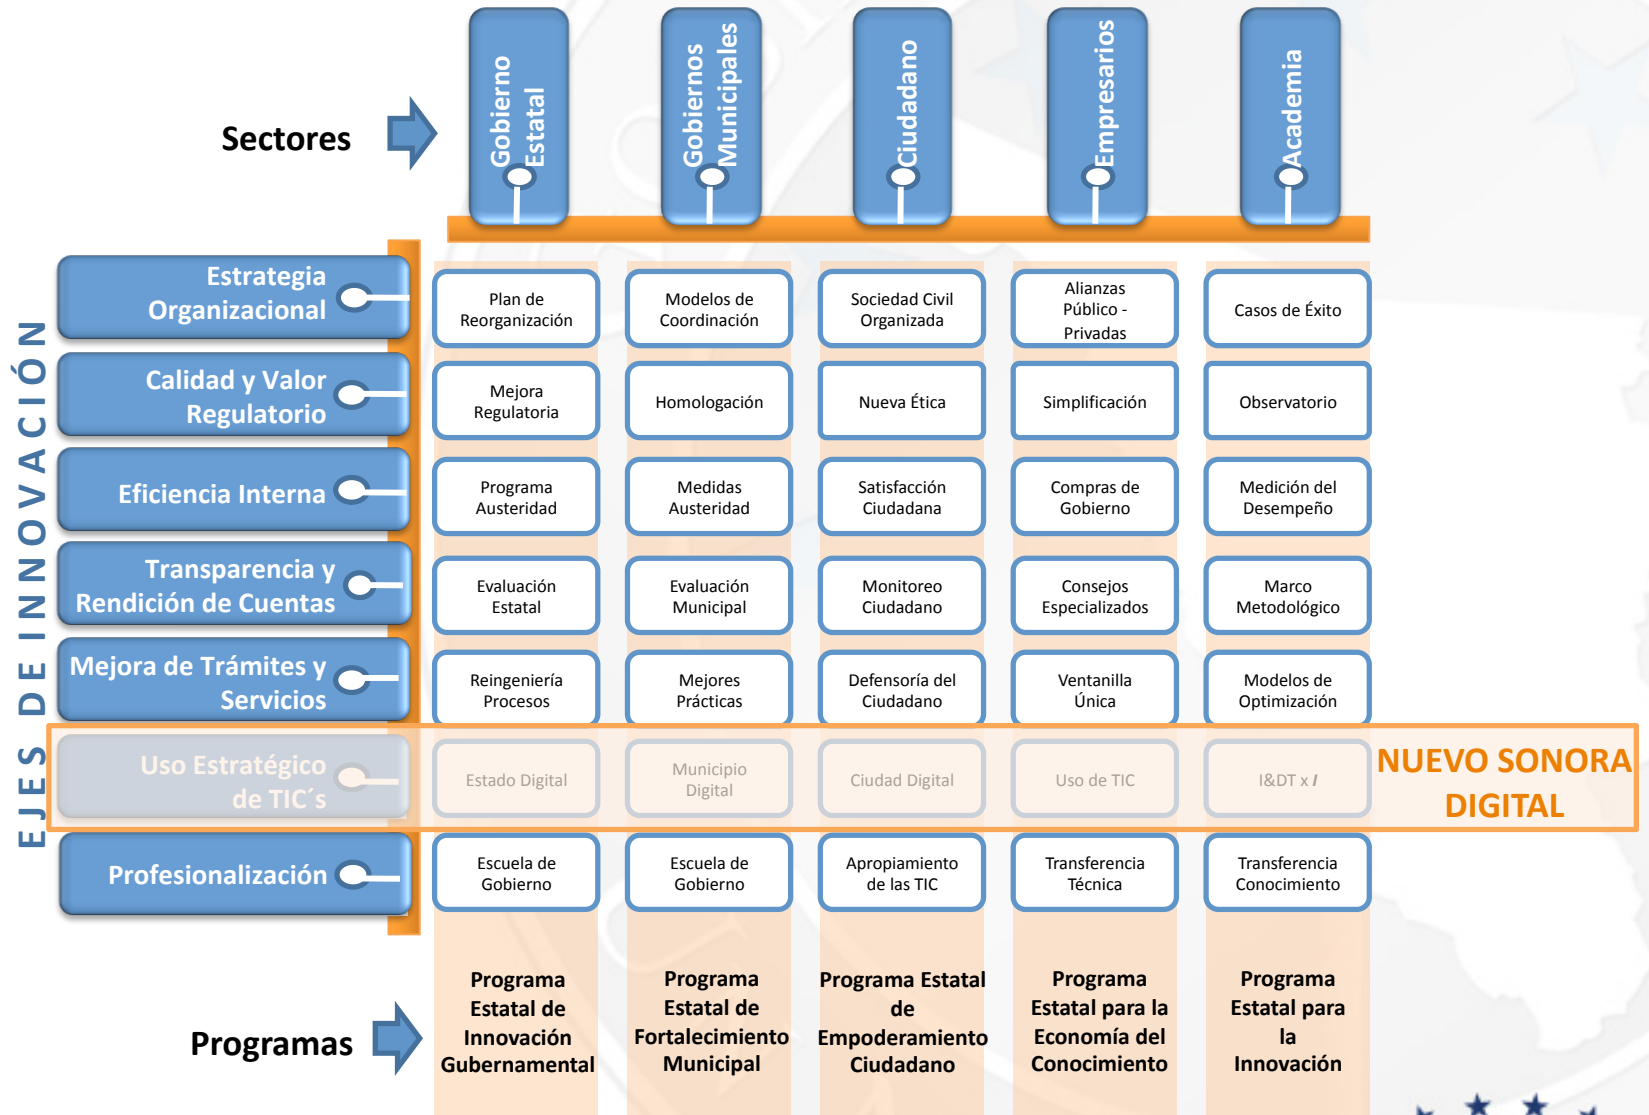 Sectores
Gobierno
Estatal
Gobiernos
Municipales
Ciudadano
Empresarios
Academia
EJES DE INNOVACIÓN
Estrategia
Organizacional
Plan de
Reorganización
Modelos de
Coordinación
Sociedad Civil
Organizada
Alianzas
Público -
Privadas
Casos de Éxito
Calidad y Valor
Regulatorio
Mejora
Regulatoria
Homologación
Nueva Ética
Simplificación
Observatorio
Eficiencia Interna
Programa
Austeridad
Medidas
Austeridad
Satisfacción
Ciudadana
Compras de
Gobierno
Medición del
Desempeño
Transparencia y
Rendición de Cuentas
Evaluación
Estatal
Evaluación
Municipal
Monitoreo
Ciudadano
Consejos
Especializados
Marco
Metodológico
Mejora de Trámites y
Servicios
Reingeniería
Procesos
Mejores
Prácticas
Defensoría del
Ciudadano
Ventanilla
Única
Modelos de
Optimización
Uso Estratégico
de TIC´s
Estado Digital
Municipio
Digital
Ciudad Digital
Uso de TIC
I&DT x I
NUEVO SONORA
DIGITAL
Profesionalización
Escuela de
Gobierno
Escuela de
Gobierno
Apropiamiento
de las TIC
Transferencia
Técnica
Transferencia
Conocimiento
Programas
Programa
Estatal de
Innovación
Gubernamental
Programa
Estatal de
Fortalecimiento
Municipal
Programa Estatal
de
Empoderamiento
Ciudadano
Programa
Estatal para la
Economía del
Conocimiento
Programa
Estatal para
la
Innovación